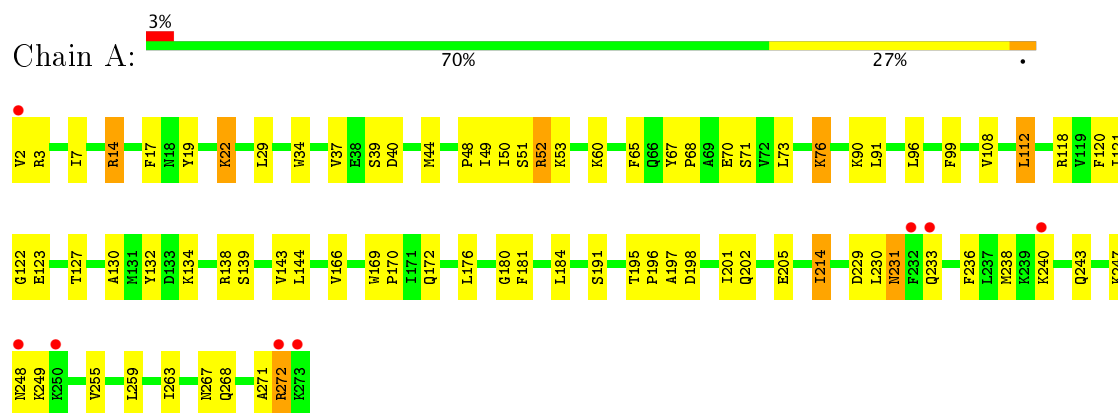 3%
Chain A:
70% 27% •
V2 R3 I7 R14 F17 N18 Y19 K22 L29 W34 V37 E38 S39 D40 M44 P48 I49 I50 S51 R52 K53 K60 F65 Q66 Y67 P68 A69 E70 S71 V72 L73 K76 K90 L91 L96 F99 V108 L112 R118 V119 F120 I121
G122 E123 T127 A130 M131 Y132 D133 K134 R138 S139 V143 L144 V166 W169 P170 I171 Q172 L176 G180 F181 L184 S191 T195 P196 A197 D198 I201 Q202 E205 I214 D229 L230 N231 F232 Q233 F236 L237 M238 K239 K240 Q243 K247
N248 K249 K250 V255 L259 I263 N267 Q268 A271 R272 K273